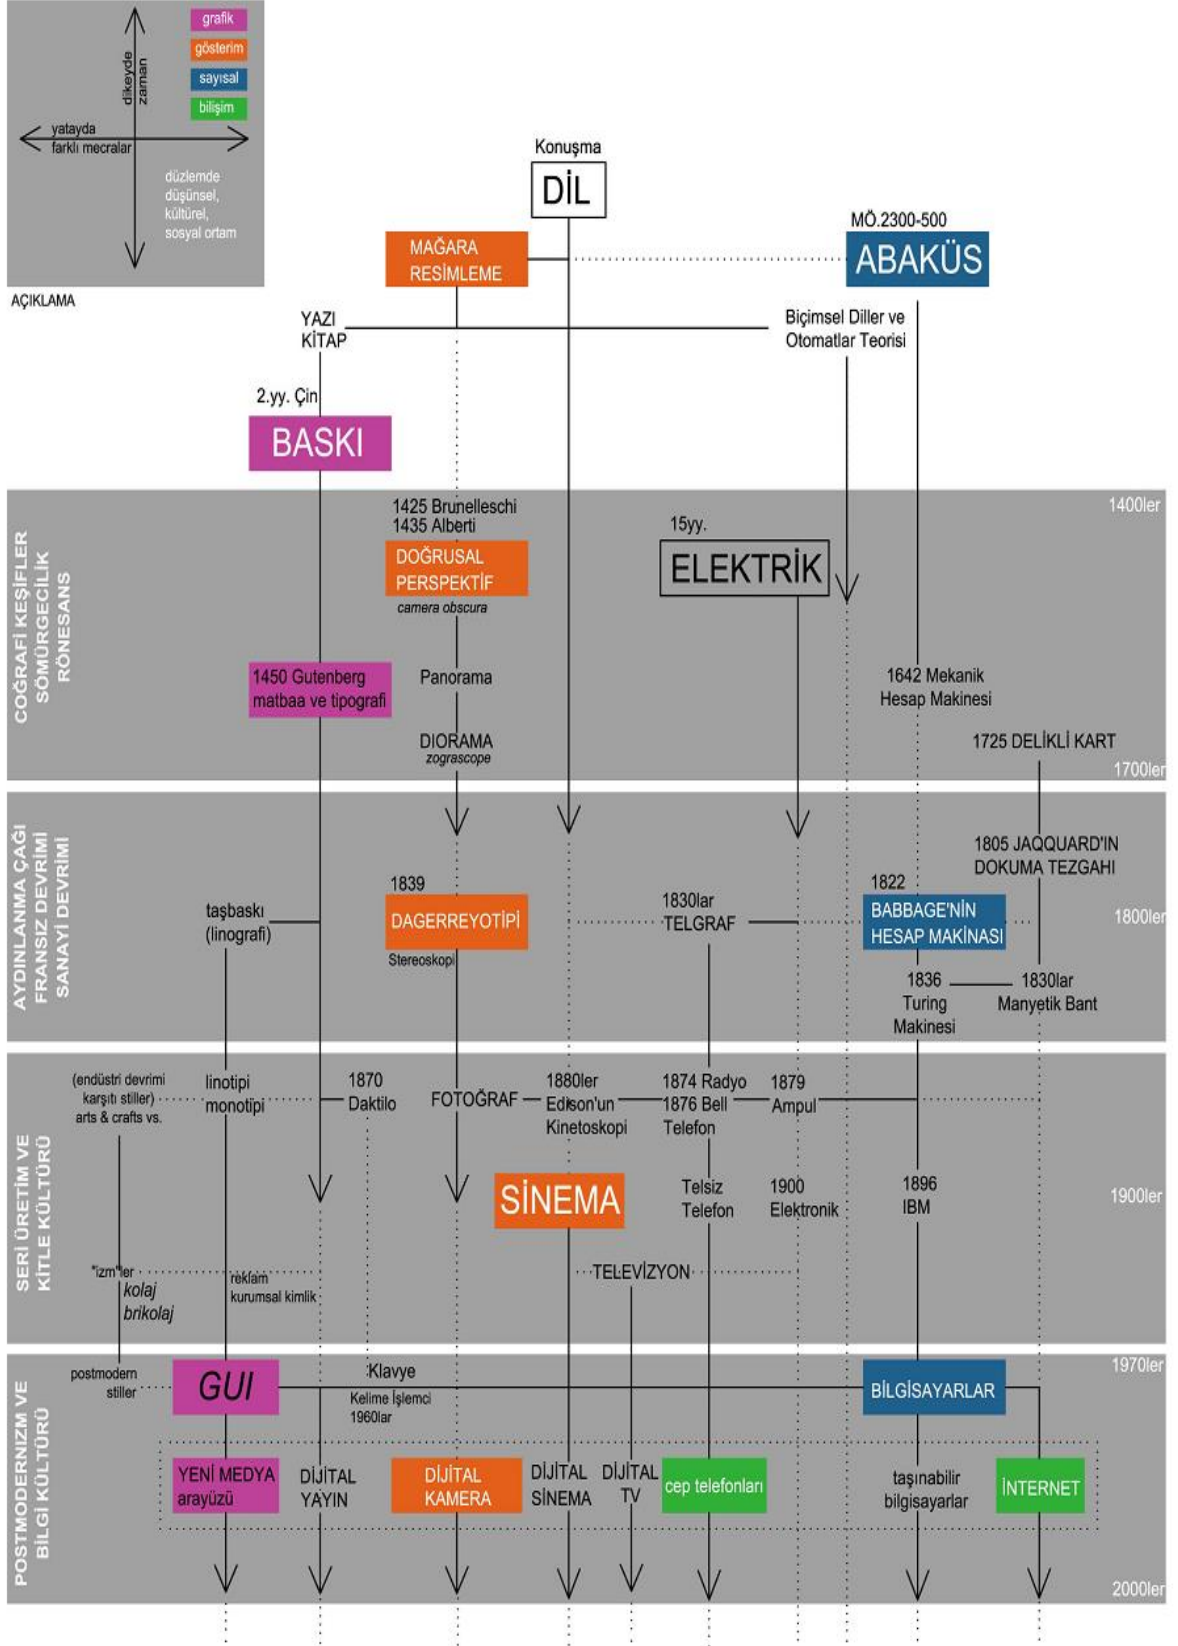 grafik
gösterim
sayısal
bilişim
dikeyde
zaman
yatayda
farklı mecralar
düzlemde
düşünsel,
kültürel,
sosyal ortam
AÇIKLAMA
Konuşma
DİL
MÖ.2300-500
ABAKÜS
MAĞARA
RESİMLEME
YAZI
KİTAP
Biçimsel Diller ve
Otomatlar Teorisi
2.yy. Çin
BASKI
COĞRAFİ KEŞİFLER
SÖMÜRGECİLİK
RÖNESANS
1400ler
1425 Brunelleschi
1435 Alberti
DOĞRUSAL
PERSPEKTİF
camera obscura
15yy.
ELEKTRİK
1450 Gutenberg
matbaa ve tipografi
Panorama
1642 Mekanik
Hesap Makinesi
DIORAMA
zograscope
1725 DELİKLİ KART
1700ler
AYDINLANMA ÇAĞI
FRANSIZ DEVRİMİ
SANAYİ DEVRİMİ
1805 JAQQUARD'IN
DOKUMA TEZGAHI
taşbaskı
(linografi)
1839
DAGERREYOTİPİ
Stereoskopi
1830lar
TELGRAF
1822
BABBAGE'NİN
HESAP MAKİNASI
1800ler
1836
Turing
Makinesi
1830lar
Manyetik Bant
SERİ ÜRETİM VE
KİTLE KÜLTÜRÜ
(endüstri devrimi
karşıtı stiller)
arts & crafts vs.
linotipi
monotipi
1870
Daktilo
FOTOĞRAF
1880ler
Edison'un
Kinetoskopi
1874 Radyo
1876 Bell
Telefon
1879
Ampul
SİNEMA
Telsiz
Telefon
1900
Elektronik
1896
IBM
1900ler
"izm"ler
kolaj
brikolaj
reklam
kurumsal kimlik
TELEVİZYON
POSTMODERNIZM VE
BİLGİ KÜLTÜRÜ
1970ler
postmodern
stiller
GUI
Klavye
Kelime İşlemci
1960lar
BİLGİSAYARLAR
YENİ MEDYA
arayüzü
DİJİTAL
YAYIN
DİJİTAL
KAMERA
DİJİTAL
SİNEMA
DİJİTAL
TV
cep telefonları
taşınabilir
bilgisayarlar
İNTERNET
2000ler